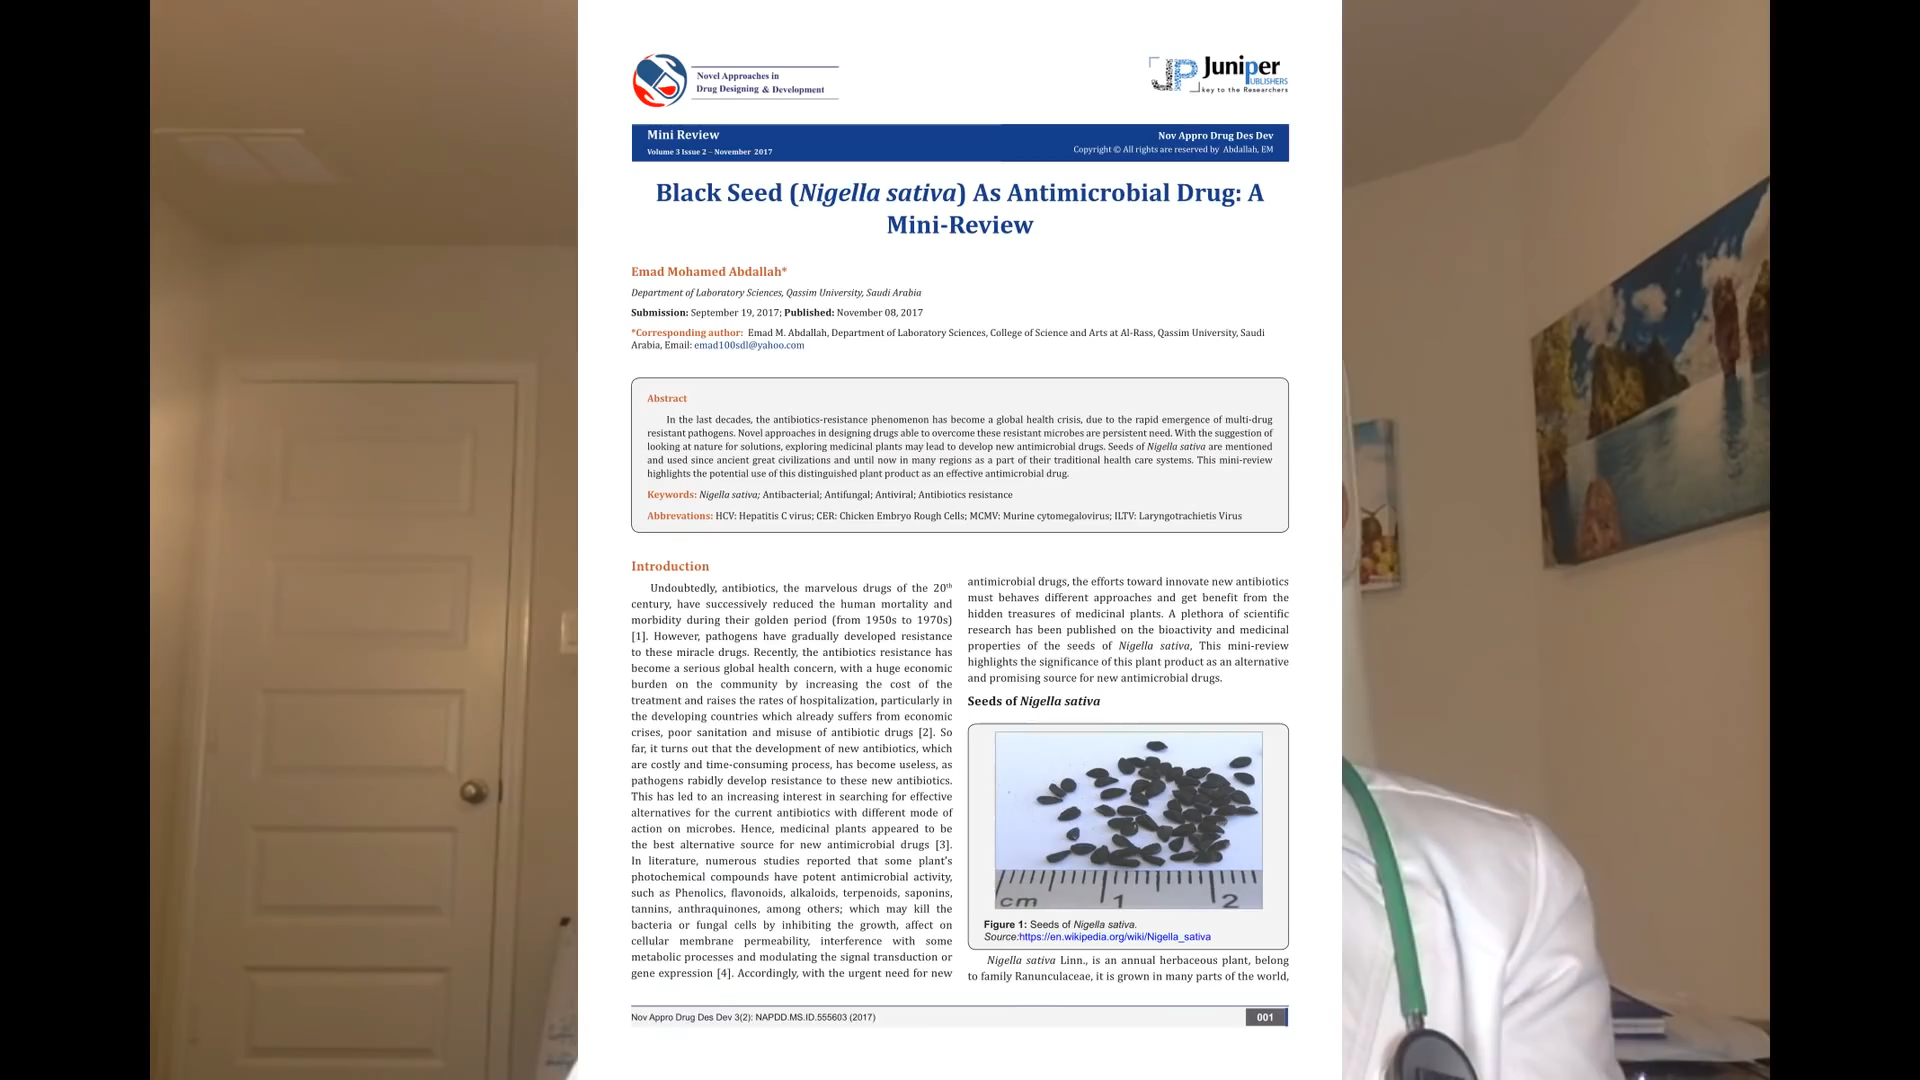 Novel Approaches in
Drug Designing & Development
JP Juniper
UBLISHERS
key to the Researchers
Mini Review
Volume 3 Issue 2 - November 2017
Nov Appro Drug Des Dev
Copyright © All rights are reserved by Abdallah, EM
Black Seed (Nigella sativa) As Antimicrobial Drug: A
Mini-Review
Emad Mohamed Abdallah*
Department of Laboratory Sciences, Qassim University, Saudi Arabia
Submission: September 19, 2017; Published: November 08, 2017
*Corresponding author: Emad M. Abdallah, Department of Laboratory Sciences, College of Science and Arts at Al-Rass, Qassim University, Saudi
Arabia, Email: emad100sdl@yahoo.com
Abstract
In the last decades, the antibiotics-resistance phenomenon has become a global health crisis, due to the rapid emergence of multi-drug
resistant pathogens. Novel approaches in designing drugs able to overcome these resistant microbes are persistent need. With the suggestion of
looking at nature for solutions, exploring medicinal plants may lead to develop new antimicrobial drugs. Seeds of Nigella sativa are mentioned
and used since ancient great civilizations and until now in many regions as a part of their traditional health care systems. This mini-review
highlights the potential use of this distinguished plant product as an effective antimicrobial drug.
Keywords: Nigella sativa; Antibacterial; Antifungal; Antiviral; Antibiotics resistance
Abbrevations: HCV: Hepatitis C virus; CER: Chicken Embryo Rough Cells; MCMV: Murine cytomegalovirus; ILTV: Laryngotrachietis Virus
Introduction
Undoubtedly, antibiotics, the marvelous drugs of the 20th
century, have successively reduced the human mortality and
morbidity during their golden period (from 1950s to 1970s)
[1]. However, pathogens have gradually developed resistance
to these miracle drugs. Recently, the antibiotics resistance has
become a serious global health concern, with a huge economic
burden on the community by increasing the cost of the
treatment and raises the rates of hospitalization, particularly in
the developing countries which already suffers from economic
crises, poor sanitation and misuse of antibiotic drugs [2]. So
far, it turns out that the development of new antibiotics, which
are costly and time-consuming process, has become useless, as
pathogens rabidly develop resistance to these new antibiotics.
This has led to an increasing interest in searching for effective
alternatives for the current antibiotics with different mode of
action on microbes. Hence, medicinal plants appeared to be
the best alternative source for new antimicrobial drugs [3].
In literature, numerous studies reported that some plant's
photochemical compounds have potent antimicrobial activity,
such as Phenolics, flavonoids, alkaloids, terpenoids, saponins,
tannins, anthraquinones, among others; which may kill the
bacteria or fungal cells by inhibiting the growth, affect on
cellular membrane permeability, interference with some
metabolic processes and modulating the signal transduction or
gene expression [4]. Accordingly, with the urgent need for new
antimicrobial drugs, the efforts toward innovate new antibiotics
must behaves different approaches and get benefit from the
hidden treasures of medicinal plants. A plethora of scientific
research has been published on the bioactivity and medicinal
properties of the seeds of Nigella sativa, This mini-review
highlights the significance of this plant product as an alternative
and promising source for new antimicrobial drugs.
Seeds of Nigella sativa
cm 1 2
Figure 1: Seeds of Nigella sativa.
Source:https://en.wikipedia.org/wiki/Nigella_sativa
Nigella sativa Linn., is an annual herbaceous plant, belong
to family Ranunculaceae, it is grown in many parts of the world,
Nov Appro Drug Des Dev 3(2): NAPDD.MS.ID.555603 (2017)
001